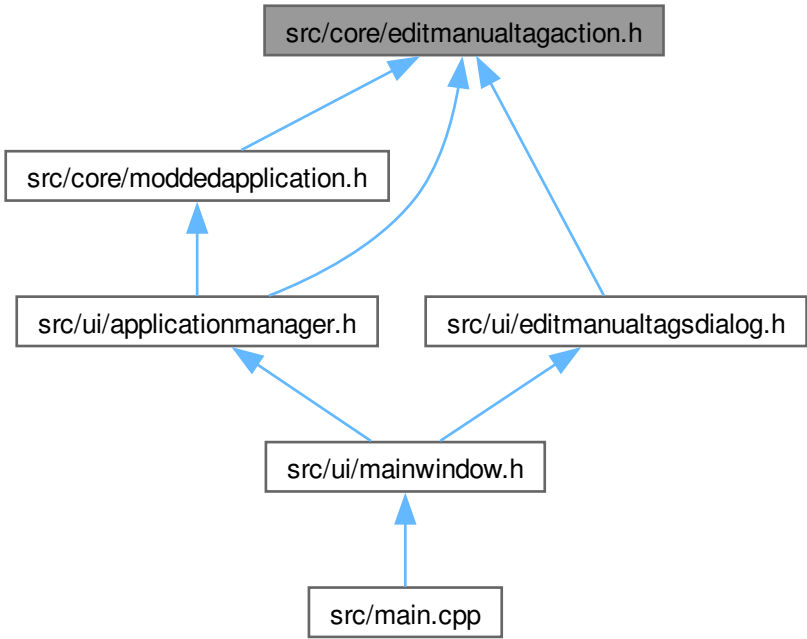 src/core/editmanualtagaction.h
src/core/moddedapplication.h
src/ui/applicationmanager.h
src/ui/editmanualtagsdialog.h
src/ui/mainwindow.h
src/main.cpp